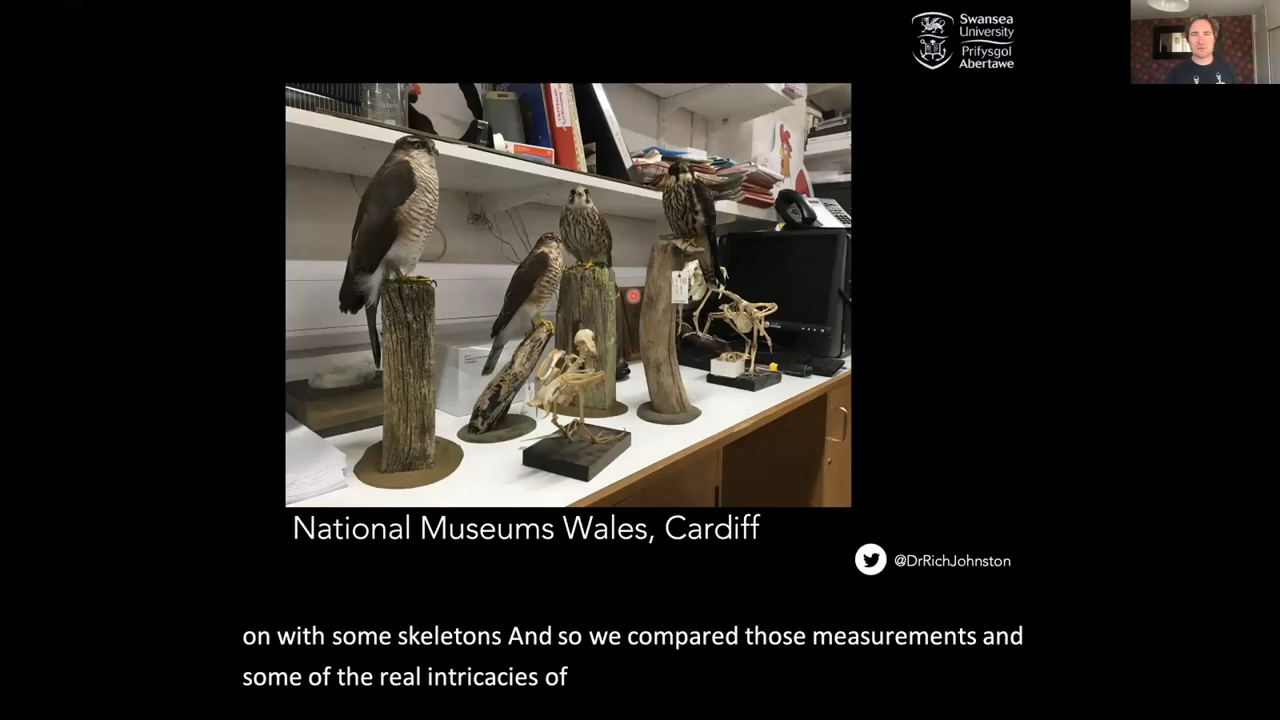 Swansea
University
Prifysgol
Abertawe
National Museums Wales, Cardiff
@DrRichJohnston
on with some skeletons And so we compared those measurements and
some of the real intricacies of